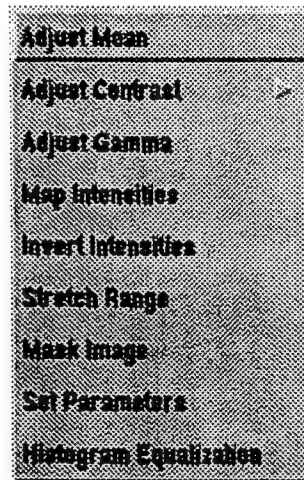 Adjust Mean
Adjust Contrast
Adjust Gamma
Map Intensities
Invert Intensities
Stretch Range
Mask Image
Set Parameters
Histogram Equalization